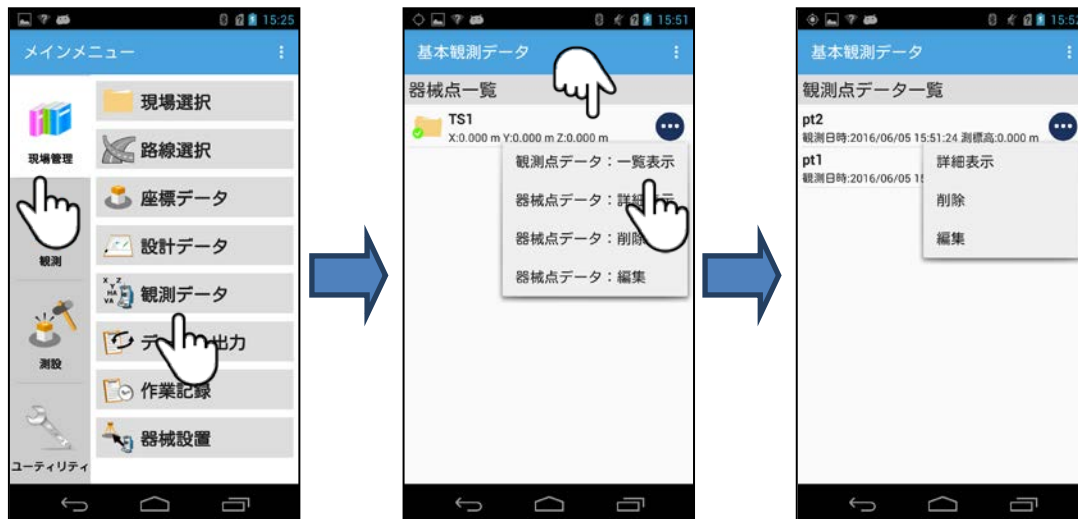 15:25
メインメニュー
現場管理
観測
測設
ユーティリティ
現場選択
路線選択
座標データ
設計データ
観測データ
作業記録
器械設置
15:51
基本観測データ
器械点一覧
TS1
X:0.000 m Y:0.000 m Z:0.000 m
観測点データ：一覧表示
器械点データ：詳細表示
器械点データ：削除
器械点データ：編集
基本観測データ
観測点データ一覧
pt2
観測日時:2016/06/05 15:51:24 測標高:0.000 m
pt1
観測日時:2016/06/05
詳細表示
削除
編集